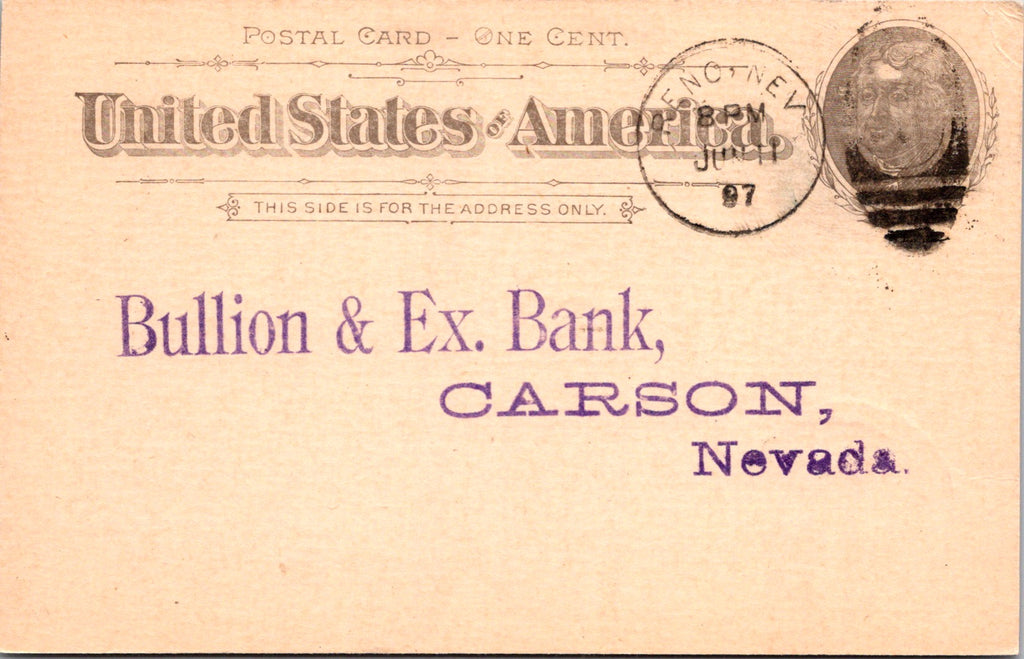 POSTAL CARD – ONE CENT.
United States OF America.
THIS SIDE IS FOR THE ADDRESS ONLY.
RENO, NEV
8 PM
JUN 11
97
Bullion & Ex. Bank,
CARSON,
Nevada.